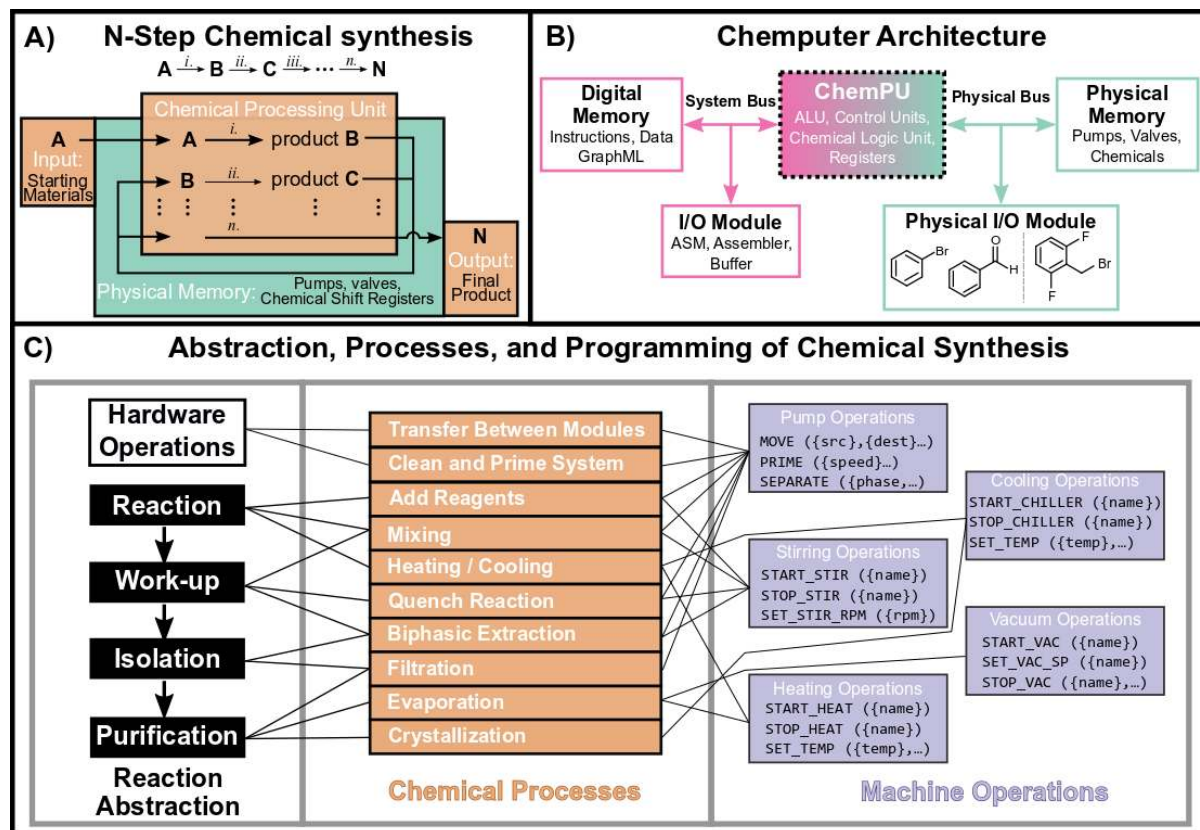 A) N-Step Chemical synthesis
A i. B ii. C iii. ⋯ n. N
Chemical Processing Unit
A
Input:
Starting
Materials
A i. product B
B ii. product C
n.
N
Output:
Final
Product
Physical Memory: Pumps, valves,
Chemical Shift Registers
B) Chemputer Architecture
Digital
Memory
Instructions, Data
GraphML
System Bus
ChemPU
ALU, Control Units,
Chemical Logic Unit,
Registers
Physical Bus
Physical
Memory
Pumps, Valves,
Chemicals
I/O Module
ASM, Assembler,
Buffer
Physical I/O Module
Br
O
H
F
Br
F
C) Abstraction, Processes, and Programming of Chemical Synthesis
Hardware
Operations
Reaction
Work-up
Isolation
Purification
Reaction
Abstraction
Transfer Between Modules
Clean and Prime System
Add Reagents
Mixing
Heating / Cooling
Quench Reaction
Biphasic Extraction
Filtration
Evaporation
Crystallization
Chemical Processes
Pump Operations
MOVE ({src},{dest}…)
PRIME ({speed}…)
SEPARATE ({phase,…)
Stirring Operations
START_STIR ({name})
STOP_STIR ({name})
SET_STIR_RPM ({rpm})
Heating Operations
START_HEAT ({name})
STOP_HEAT ({name})
SET_TEMP ({temp},…)
Cooling Operations
START_CHILLER ({name})
STOP_CHILLER ({name})
SET_TEMP ({temp},…)
Vacuum Operations
START_VAC ({name})
SET_VAC_SP ({name})
STOP_VAC ({name},…)
Machine Operations